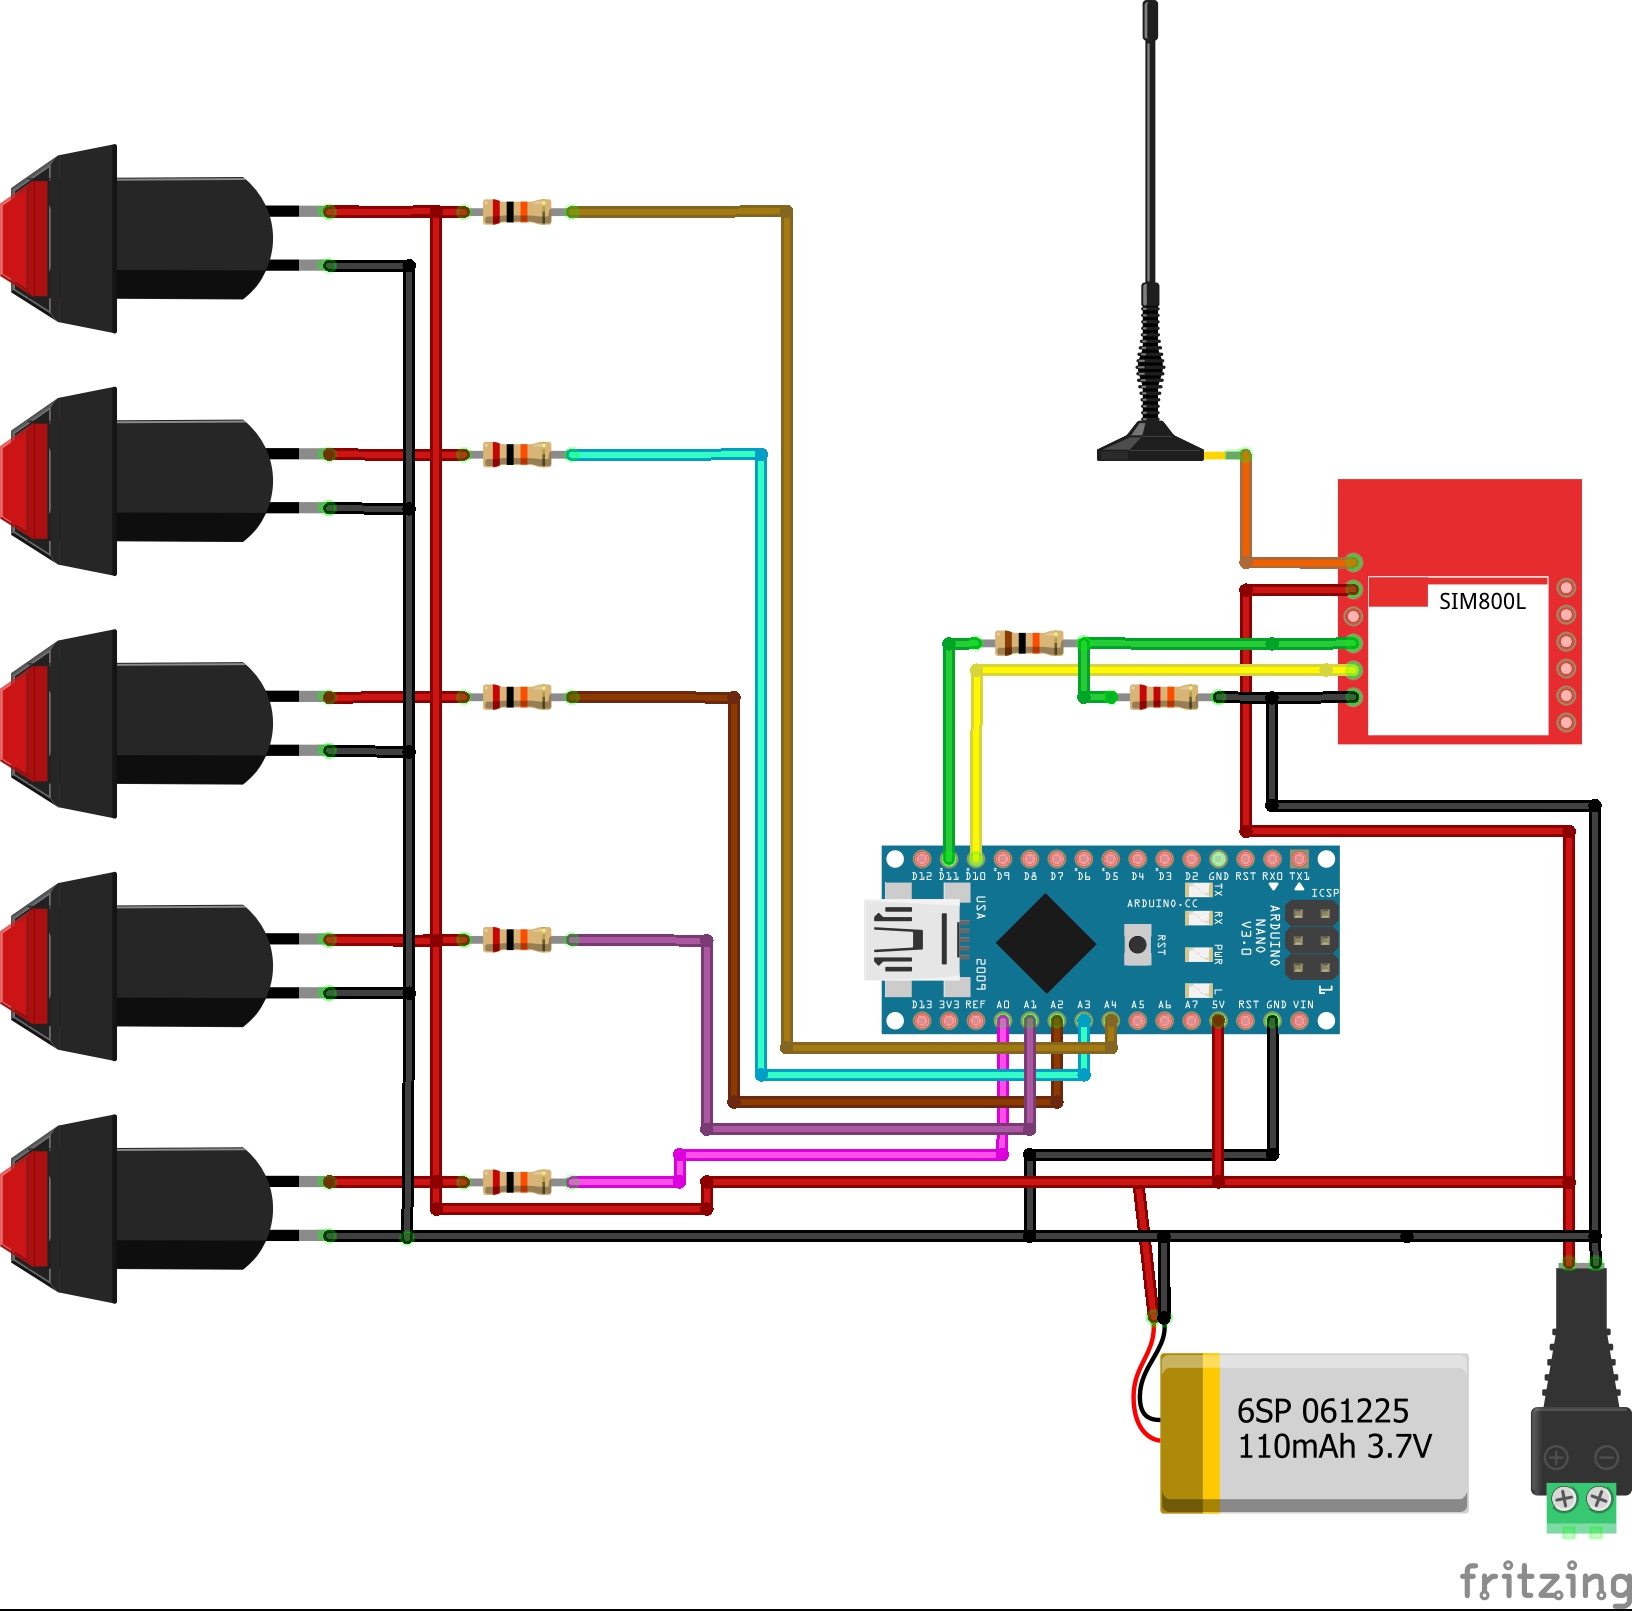 SIM800L
D12 D11 D10 D9 D8 D7 D6 D5 D4 D3 D2 GND RST RX0 TX1
ICSP
USA
TX
ARDUINO.CC
RX
ARDUINO
NANO
V3.0
RST
PWR
2009
L
1
D13 3V3 REF A0 A1 A2 A3 A4 A5 A6 A7 5V RST GND VIN
6SP 061225
110mAh 3.7V
fritzing